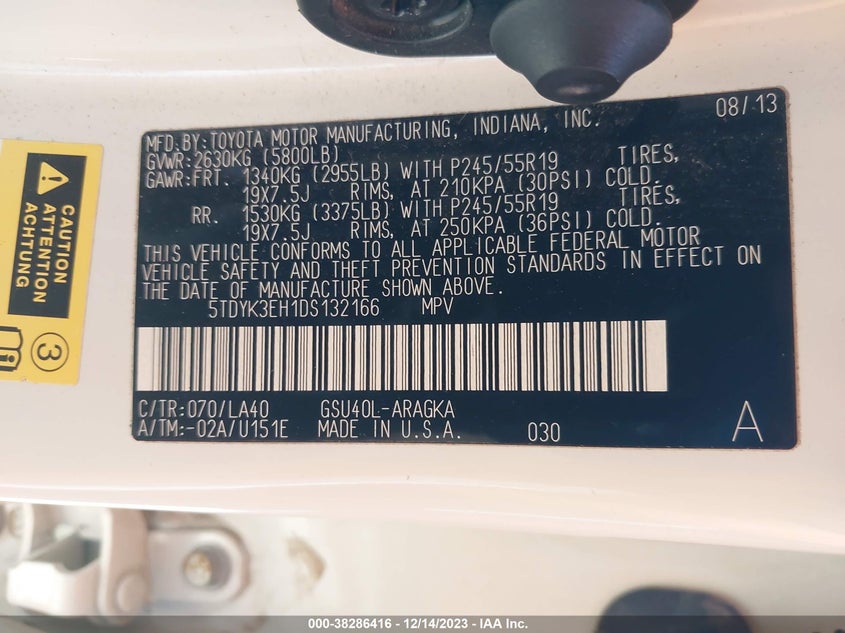 08/13
MFD.BY:TOYOTA MOTOR MANUFACTURING, INDIANA, INC.
GVWR:2630KG (5800LB)
GAWR:FRT. 1340KG (2955LB) WITH P245/55R19 TIRES,
19X7.5J RIMS, AT 210KPA (30PSI) COLD.
RR. 1530KG (3375LB) WITH P245/55R19 TIRES,
19X7.5J RIMS, AT 250KPA (36PSI) COLD.
THIS VEHICLE CONFORMS TO ALL APPLICABLE FEDERAL MOTOR
VEHICLE SAFETY AND THEFT PREVENTION STANDARDS IN EFFECT ON
THE DATE OF MANUFACTURE SHOWN ABOVE.
5TDYK3EH1DS132166 MPV
C/TR:070/LA40 GSU40L-ARAGKA
A/TM:-02A/U151E MADE IN U.S.A. 030 A
CAUTION
ATTENTION
ACHTUNG
3
000-38286416 - 12/14/2023 - IAA Inc.